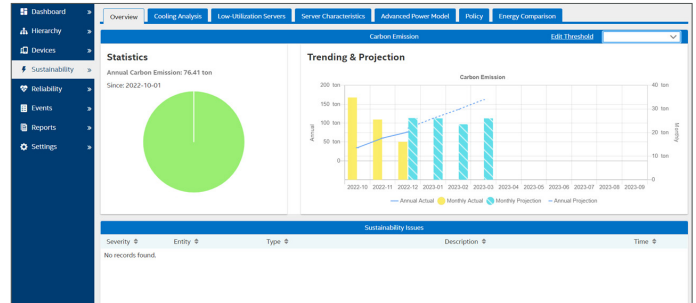 Dashboard »
Hierarchy »
Devices »
Sustainability »
Reliability »
Events »
Reports »
Settings »
Overview Cooling Analysis Low-Utilization Servers Server Characteristics Advanced Power Model Policy Energy Comparison
Carbon Emission Edit Threshold
Statistics
Annual Carbon Emission: 76.41 ton
Since: 2022-10-01
Trending & Projection
Carbon Emission
200 ton
150 ton
100 ton
50 ton
0
Annual
40 ton
30 ton
20 ton
10 ton
0 ton
Monthly
2022-10 2022-11 2022-12 2023-01 2023-02 2023-03 2023-04 2023-05 2023-06 2023-07 2023-08 2023-09
Annual Actual Monthly Actual Monthly Projection Annual Projection
Sustainability Issues
Severity Entity Type Description Time
No records found.